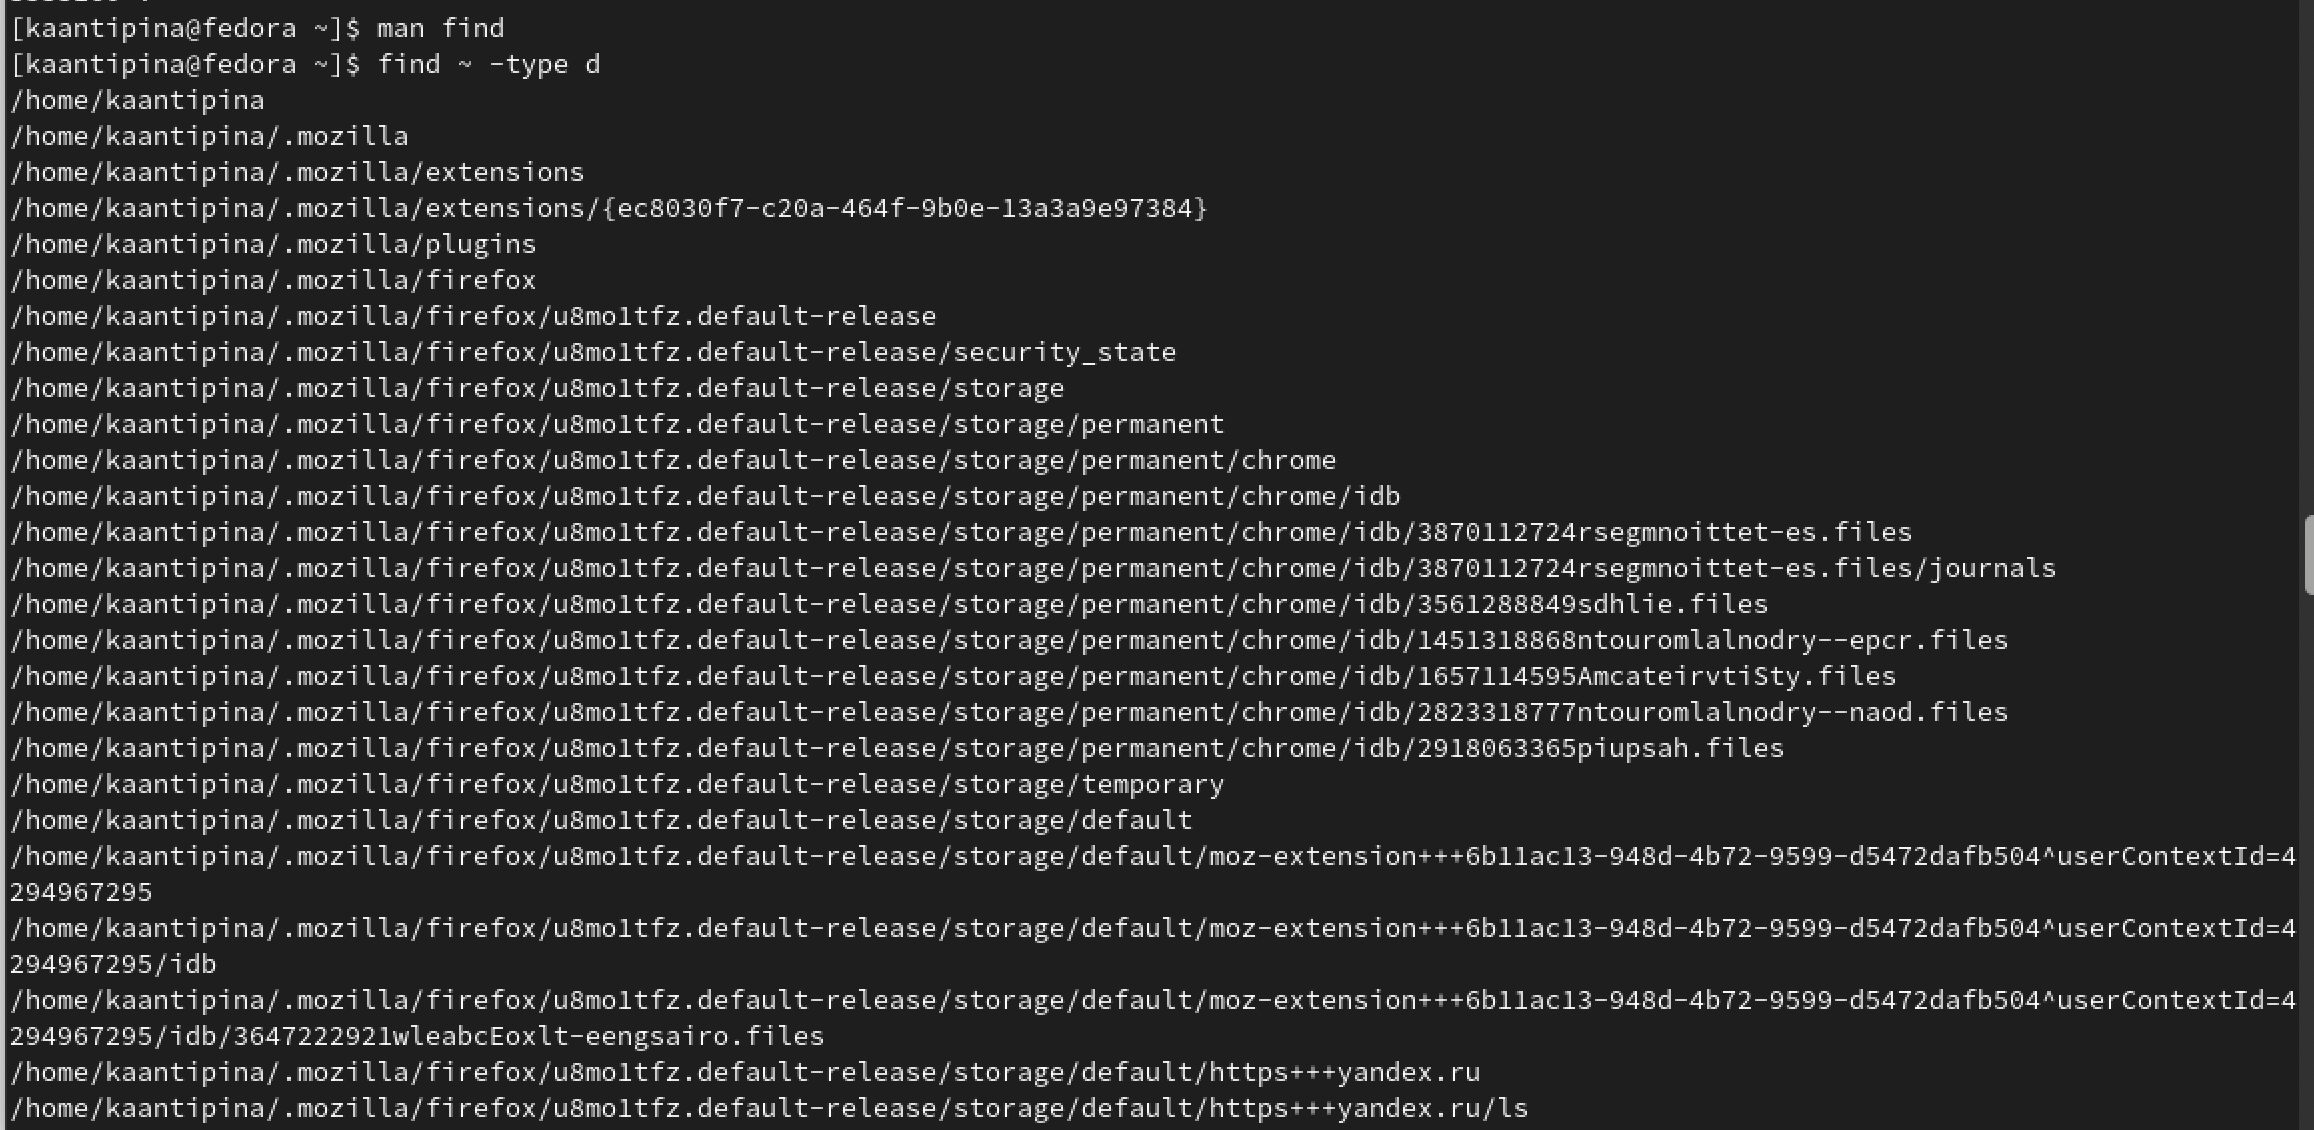 [kaantipina@fedora ~]$ man find
[kaantipina@fedora ~]$ find ~ -type d
/home/kaantipina
/home/kaantipina/.mozilla
/home/kaantipina/.mozilla/extensions
/home/kaantipina/.mozilla/extensions/{ec8030f7-c20a-464f-9b0e-13a3a9e97384}
/home/kaantipina/.mozilla/plugins
/home/kaantipina/.mozilla/firefox
/home/kaantipina/.mozilla/firefox/u8mo1tfz.default-release
/home/kaantipina/.mozilla/firefox/u8mo1tfz.default-release/security_state
/home/kaantipina/.mozilla/firefox/u8mo1tfz.default-release/storage
/home/kaantipina/.mozilla/firefox/u8mo1tfz.default-release/storage/permanent
/home/kaantipina/.mozilla/firefox/u8mo1tfz.default-release/storage/permanent/chrome
/home/kaantipina/.mozilla/firefox/u8mo1tfz.default-release/storage/permanent/chrome/idb
/home/kaantipina/.mozilla/firefox/u8mo1tfz.default-release/storage/permanent/chrome/idb/3870112724rsegmnoittet-es.files
/home/kaantipina/.mozilla/firefox/u8mo1tfz.default-release/storage/permanent/chrome/idb/3870112724rsegmnoittet-es.files/journals
/home/kaantipina/.mozilla/firefox/u8mo1tfz.default-release/storage/permanent/chrome/idb/3561288849sdhlie.files
/home/kaantipina/.mozilla/firefox/u8mo1tfz.default-release/storage/permanent/chrome/idb/1451318868ntouromlalnodry--epcr.files
/home/kaantipina/.mozilla/firefox/u8mo1tfz.default-release/storage/permanent/chrome/idb/1657114595AmcateirvtiSty.files
/home/kaantipina/.mozilla/firefox/u8mo1tfz.default-release/storage/permanent/chrome/idb/2823318777ntouromlalnodry--naod.files
/home/kaantipina/.mozilla/firefox/u8mo1tfz.default-release/storage/permanent/chrome/idb/2918063365piupsah.files
/home/kaantipina/.mozilla/firefox/u8mo1tfz.default-release/storage/temporary
/home/kaantipina/.mozilla/firefox/u8mo1tfz.default-release/storage/default
/home/kaantipina/.mozilla/firefox/u8mo1tfz.default-release/storage/default/moz-extension+++6b11ac13-948d-4b72-9599-d5472dafb504^userContextId=4
294967295
/home/kaantipina/.mozilla/firefox/u8mo1tfz.default-release/storage/default/moz-extension+++6b11ac13-948d-4b72-9599-d5472dafb504^userContextId=4
294967295/idb
/home/kaantipina/.mozilla/firefox/u8mo1tfz.default-release/storage/default/moz-extension+++6b11ac13-948d-4b72-9599-d5472dafb504^userContextId=4
294967295/idb/3647222921wleabcEoxlt-eengsairo.files
/home/kaantipina/.mozilla/firefox/u8mo1tfz.default-release/storage/default/https+++yandex.ru
/home/kaantipina/.mozilla/firefox/u8mo1tfz.default-release/storage/default/https+++yandex.ru/ls